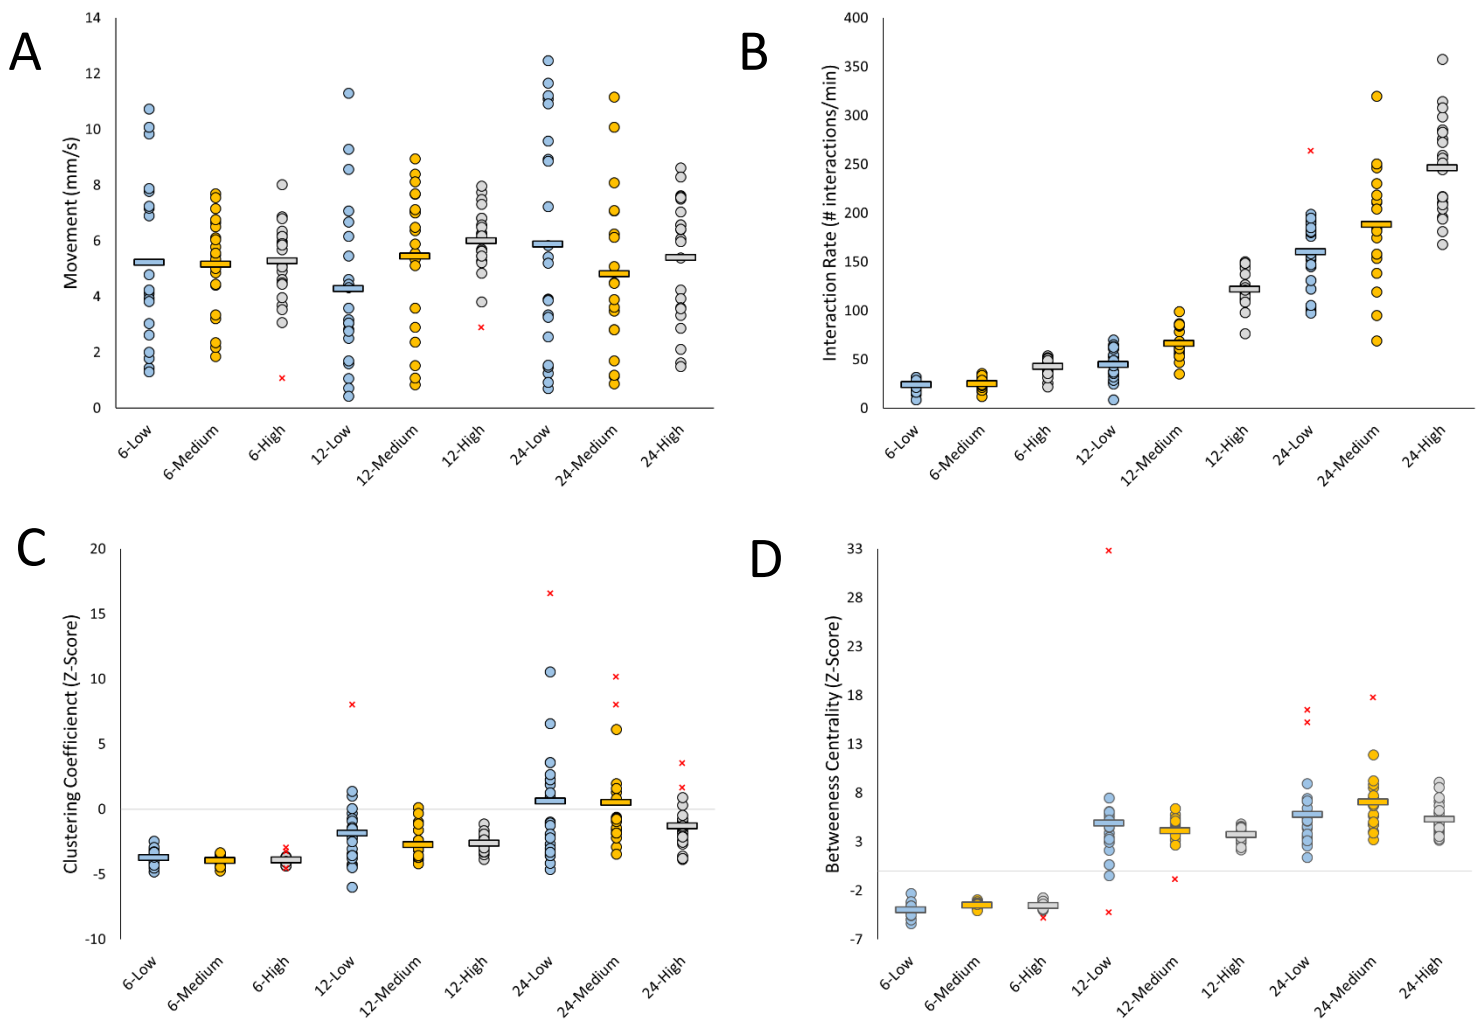 A
Movement (mm/s)
14
12
10
8
6
4
2
0
6-Low
6-Medium
6-High
12-Low
12-Medium
12-High
24-Low
24-Medium
24-High
B
Interaction Rate (# interactions/min)
400
350
300
250
200
150
100
50
0
6-Low
6-Medium
6-High
12-Low
12-Medium
12-High
24-Low
24-Medium
24-High
C
Clustering Coefficienct (Z-Score)
20
15
10
5
0
-5
-10
6-Low
6-Medium
6-High
12-Low
12-Medium
12-High
24-Low
24-Medium
24-High
D
Betweeness Centrality (Z-Score)
33
28
23
18
13
8
3
-2
-7
6-Low
6-Medium
6-High
12-Low
12-Medium
12-High
24-Low
24-Medium
24-High